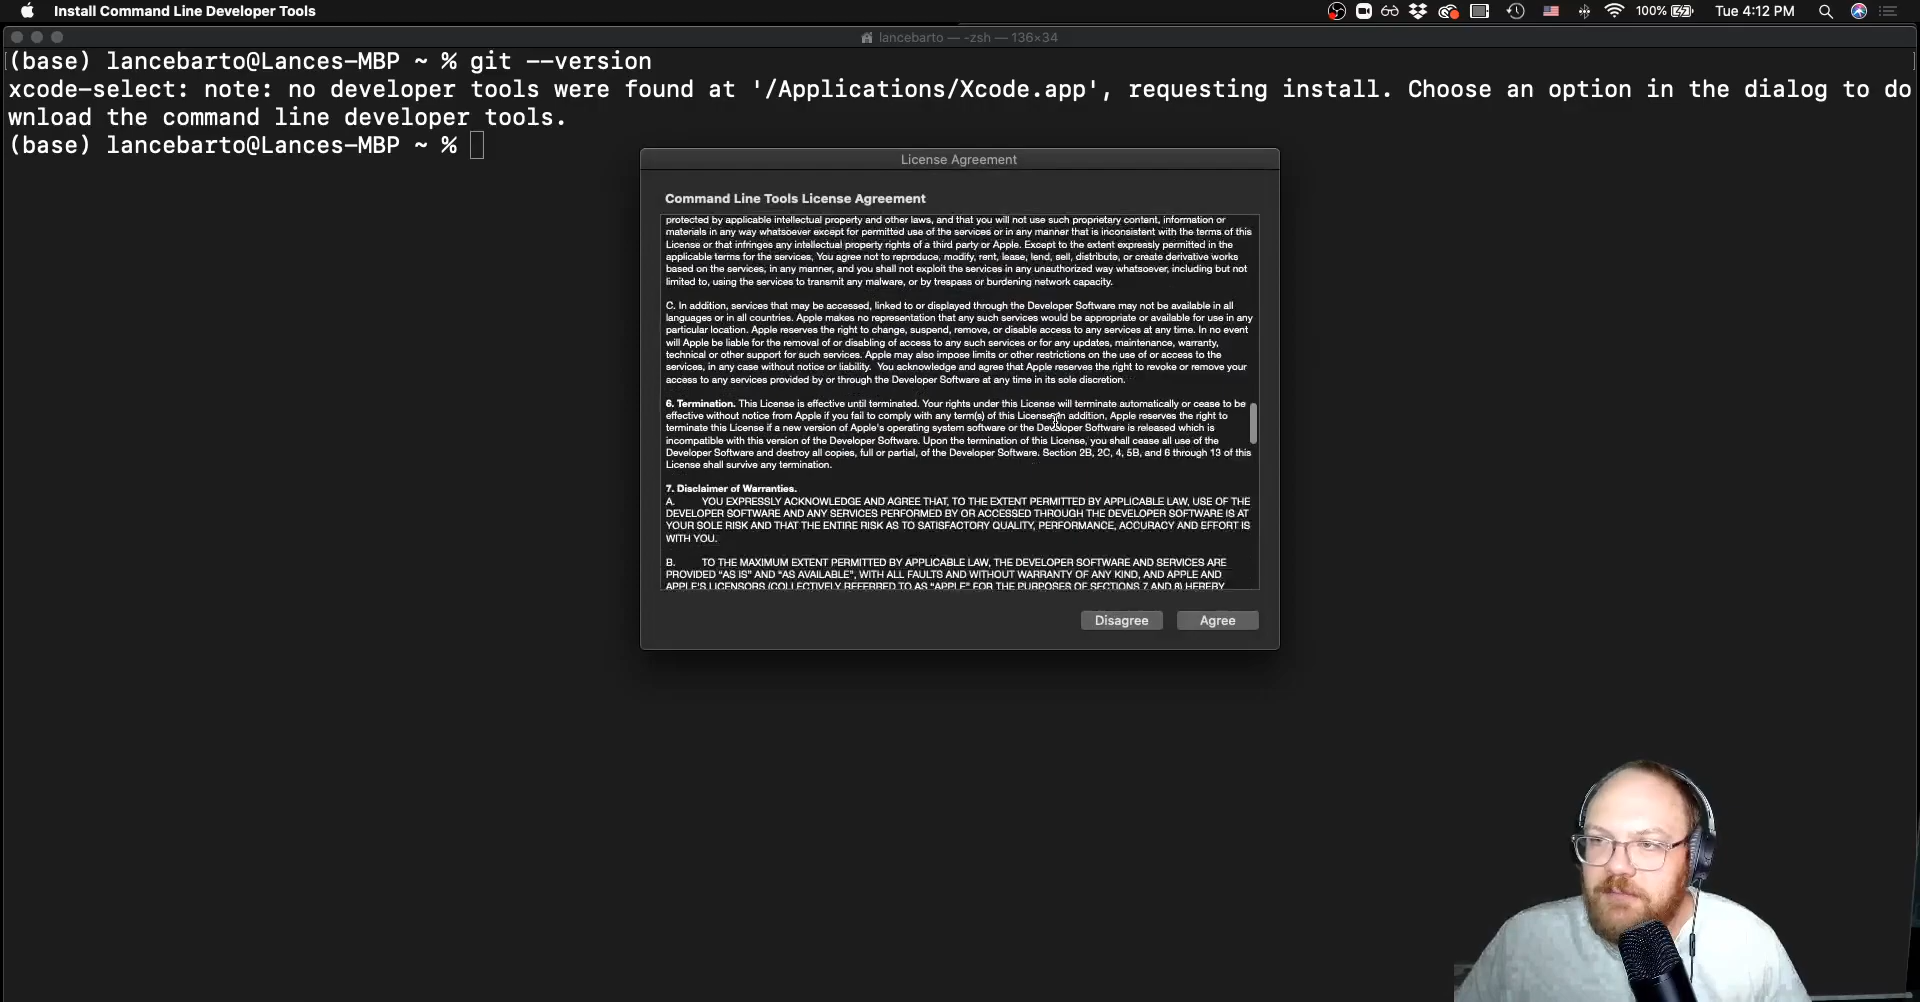 Install Command Line Developer Tools
100%
Tue 4:12 PM
lancebarto — -zsh — 136×34
(base) lancebarto@Lances-MBP ~ % git --version
xcode-select: note: no developer tools were found at '/Applications/Xcode.app', requesting install. Choose an option in the dialog to do
wnload the command line developer tools.
(base) lancebarto@Lances-MBP ~ %
License Agreement
Command Line Tools License Agreement
protected by applicable intellectual property and other laws, and that you will not use such proprietary content, information or
materials in any way whatsoever except for permitted use of the services or in any manner that is inconsistent with the terms of this
License or that infringes any intellectual property rights of a third party or Apple. Except to the extent expressly permitted in the
applicable terms for the services, You agree not to reproduce, modify, rent, lease, lend, sell, distribute, or create derivative works
based on the services, in any manner, and you shall not exploit the services in any unauthorized way whatsoever, including but not
limited to, using the services to transmit any malware, or by trespass or burdening network capacity.
C. In addition, services that may be accessed, linked to or displayed through the Developer Software may not be available in all
languages or in all countries. Apple makes no representation that any such services would be appropriate or available for use in any
particular location. Apple reserves the right to change, suspend, remove, or disable access to any services at any time. In no event
will Apple be liable for the removal of or disabling of access to any such services or for any updates, maintenance, warranty,
technical or other support for such services. Apple may also impose limits or other restrictions on the use of or access to the
services, in any case without notice or liability. You acknowledge and agree that Apple reserves the right to revoke or remove your
access to any services provided by or through the Developer Software at any time in its sole discretion.
6. Termination. This License is effective until terminated. Your rights under this License will terminate automatically or cease to be
effective without notice from Apple if you fail to comply with any term(s) of this License. In addition, Apple reserves the right to
terminate this License if a new version of Apple's operating system software or the Developer Software is released which is
incompatible with this version of the Developer Software. Upon the termination of this License, you shall cease all use of the
Developer Software and destroy all copies, full or partial, of the Developer Software. Section 2B, 2C, 4, 5B, and 6 through 13 of this
License shall survive any termination.
7. Disclaimer of Warranties.
A. YOU EXPRESSLY ACKNOWLEDGE AND AGREE THAT, TO THE EXTENT PERMITTED BY APPLICABLE LAW, USE OF THE
DEVELOPER SOFTWARE AND ANY SERVICES PERFORMED BY OR ACCESSED THROUGH THE DEVELOPER SOFTWARE IS AT
YOUR SOLE RISK AND THAT THE ENTIRE RISK AS TO SATISFACTORY QUALITY, PERFORMANCE, ACCURACY AND EFFORT IS
WITH YOU.
B. TO THE MAXIMUM EXTENT PERMITTED BY APPLICABLE LAW, THE DEVELOPER SOFTWARE AND SERVICES ARE
PROVIDED “AS IS” AND “AS AVAILABLE”, WITH ALL FAULTS AND WITHOUT WARRANTY OF ANY KIND, AND APPLE AND
APPLE'S LICENSORS (COLLECTIVELY REFERRED TO AS “APPLE” FOR THE PURPOSES OF SECTIONS 7 AND 8) HEREBY
Disagree
Agree